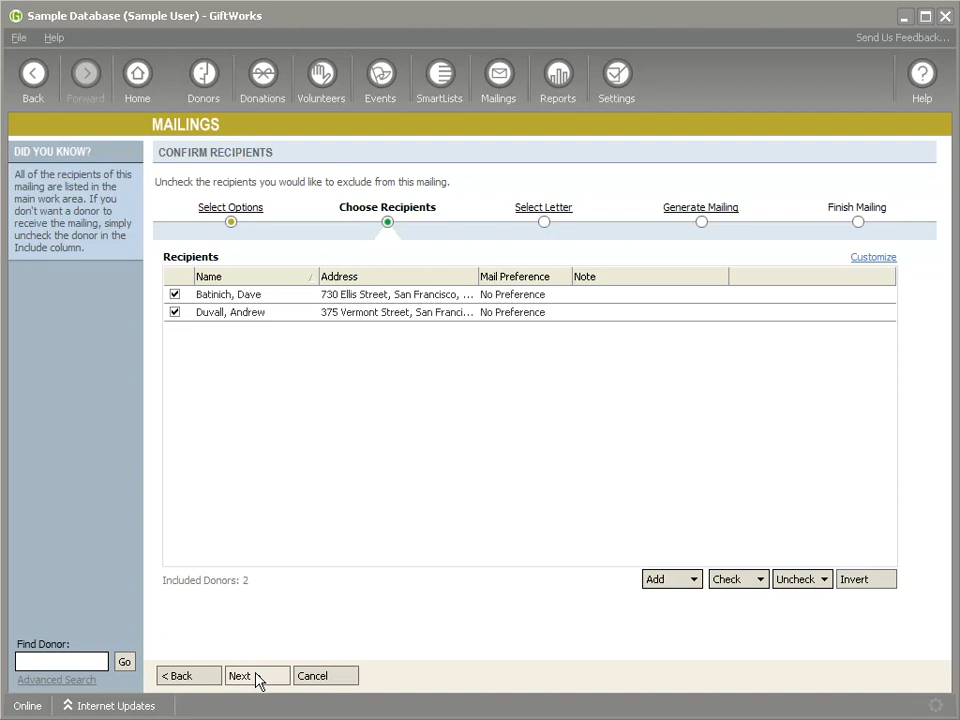 Sample Database (Sample User) - GiftWorks
File Help Send Us Feedback...
Back Forward Home Donors Donations Volunteers Events SmartLists Mailings Reports Settings Help
MAILINGS
DID YOU KNOW?
All of the recipients of this
mailing are listed in the
main work area. If you
don't want a donor to
receive the mailing, simply
uncheck the donor in the
Include column.
CONFIRM RECIPIENTS
Uncheck the recipients you would like to exclude from this mailing.
Select Options Choose Recipients Select Letter Generate Mailing Finish Mailing
Recipients Customize
Name Address Mail Preference Note
Batinich, Dave 730 Ellis Street, San Francisco, ... No Preference
Duvall, Andrew 375 Vermont Street, San Franci... No Preference
Included Donors: 2 Add Check Uncheck Invert
Find Donor:
Go
Advanced Search
< Back Next Cancel
Online Internet Updates